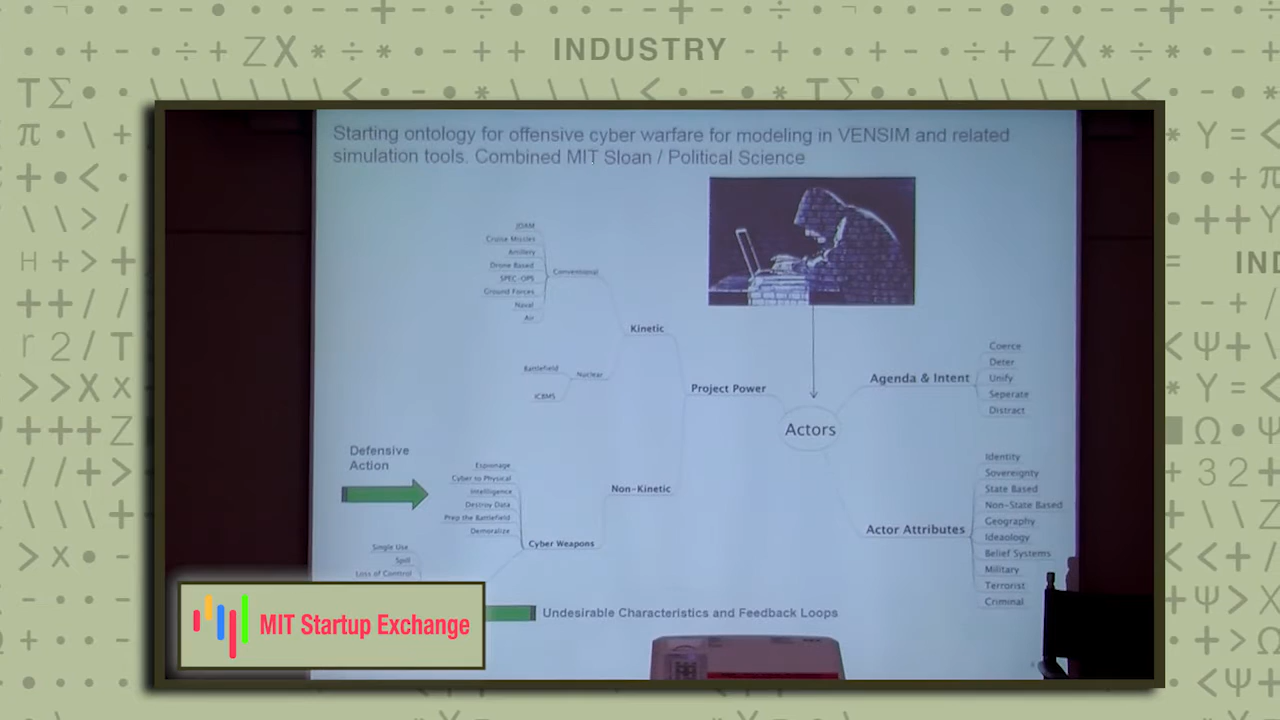 INDUSTRY
Starting ontology for offensive cyber warfare for modeling in VENSIM and related
simulation tools. Combined MIT Sloan / Political Science
JDAM
Cruise Missles
Artillery
Drone Based
SPEC-OPS
Ground Forces
Naval
Air
Conventional
Kinetic
Battlefield
Nuclear
ICBMS
Project Power
Actors
Agenda & Intent
Coerce
Deter
Unify
Seperate
Distract
Defensive
Action
Espionage
Cyber to Physical
Intelligence
Destroy Data
Prep the Battlefield
Demoralize
Non-Kinetic
Cyber Weapons
Single Use
Spill
Loss of Control
Actor Attributes
Identity
Sovereignty
State Based
Non-State Based
Geography
Ideaology
Belief Systems
Military
Terrorist
Criminal
Undesirable Characteristics and Feedback Loops
MIT Startup Exchange
IND